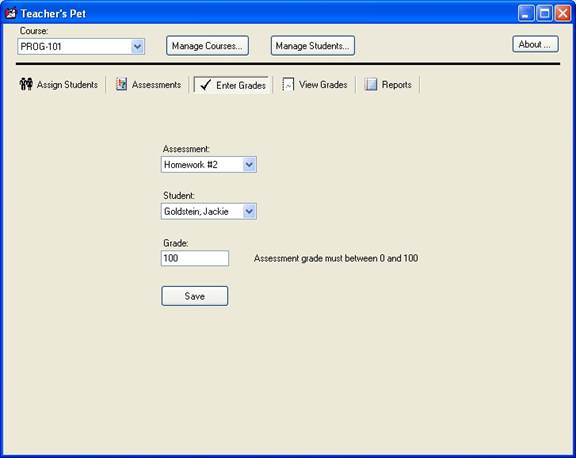 Teacher's Pet
Course:
PROG-101
Manage Courses...
Manage Students...
About ...
Assign Students
Assessments
Enter Grades
View Grades
Reports
Assessment:
Homework #2
Student:
Goldstein, Jackie
Grade:
100
Assessment grade must between 0 and 100
Save